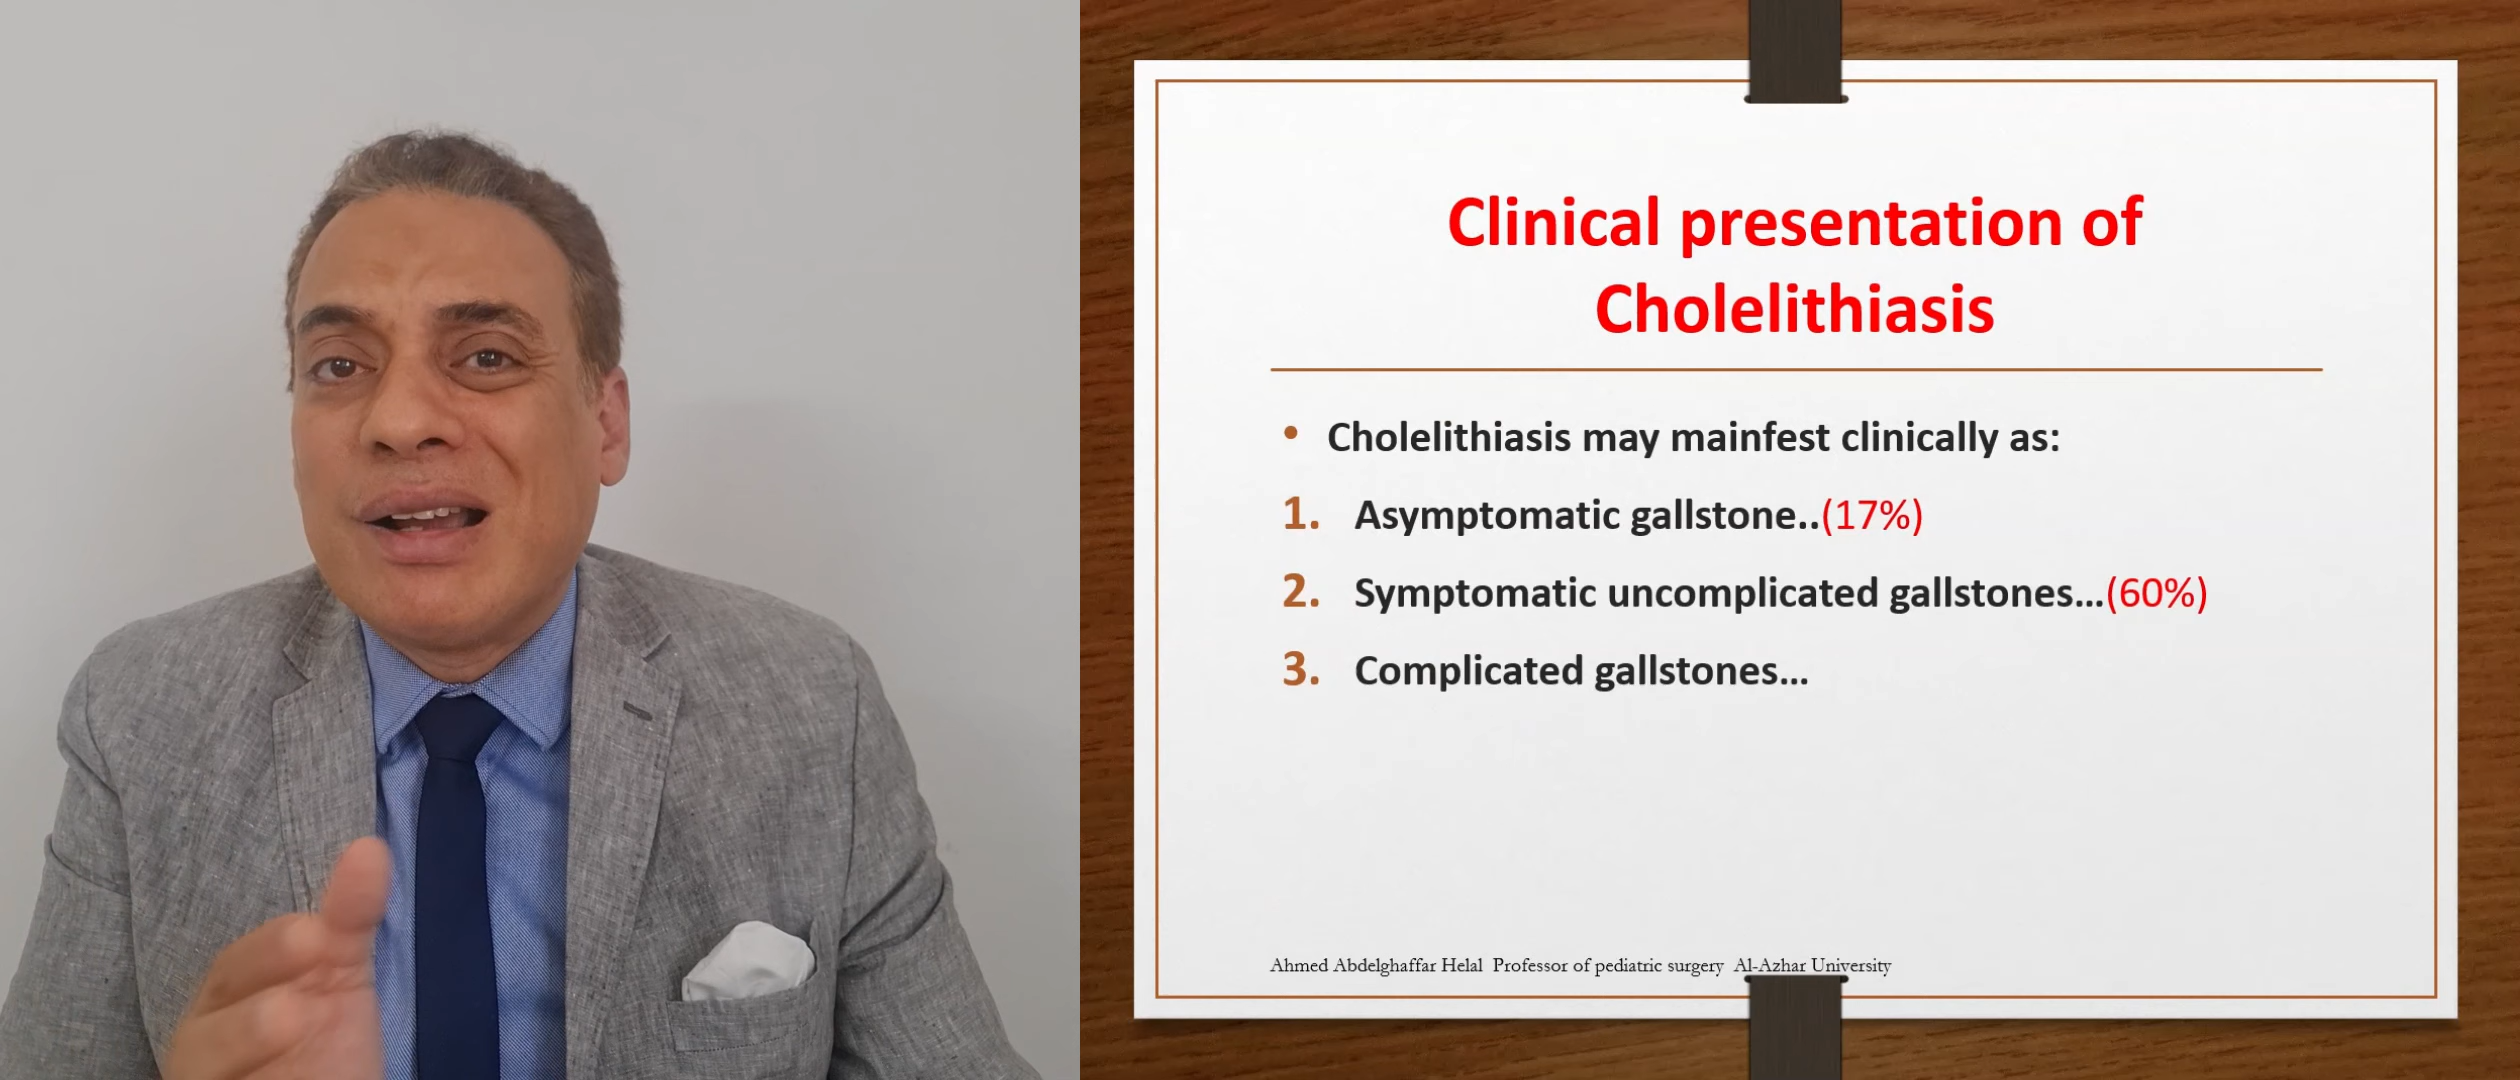 Clinical presentation of
Cholelithiasis
• Cholelithiasis may mainfest clinically as:
1. Asymptomatic gallstone..(17%)
2. Symptomatic uncomplicated gallstones...(60%)
3. Complicated gallstones...
Ahmed Abdelghaffar Helal Professor of pediatric surgery Al-Azhar University